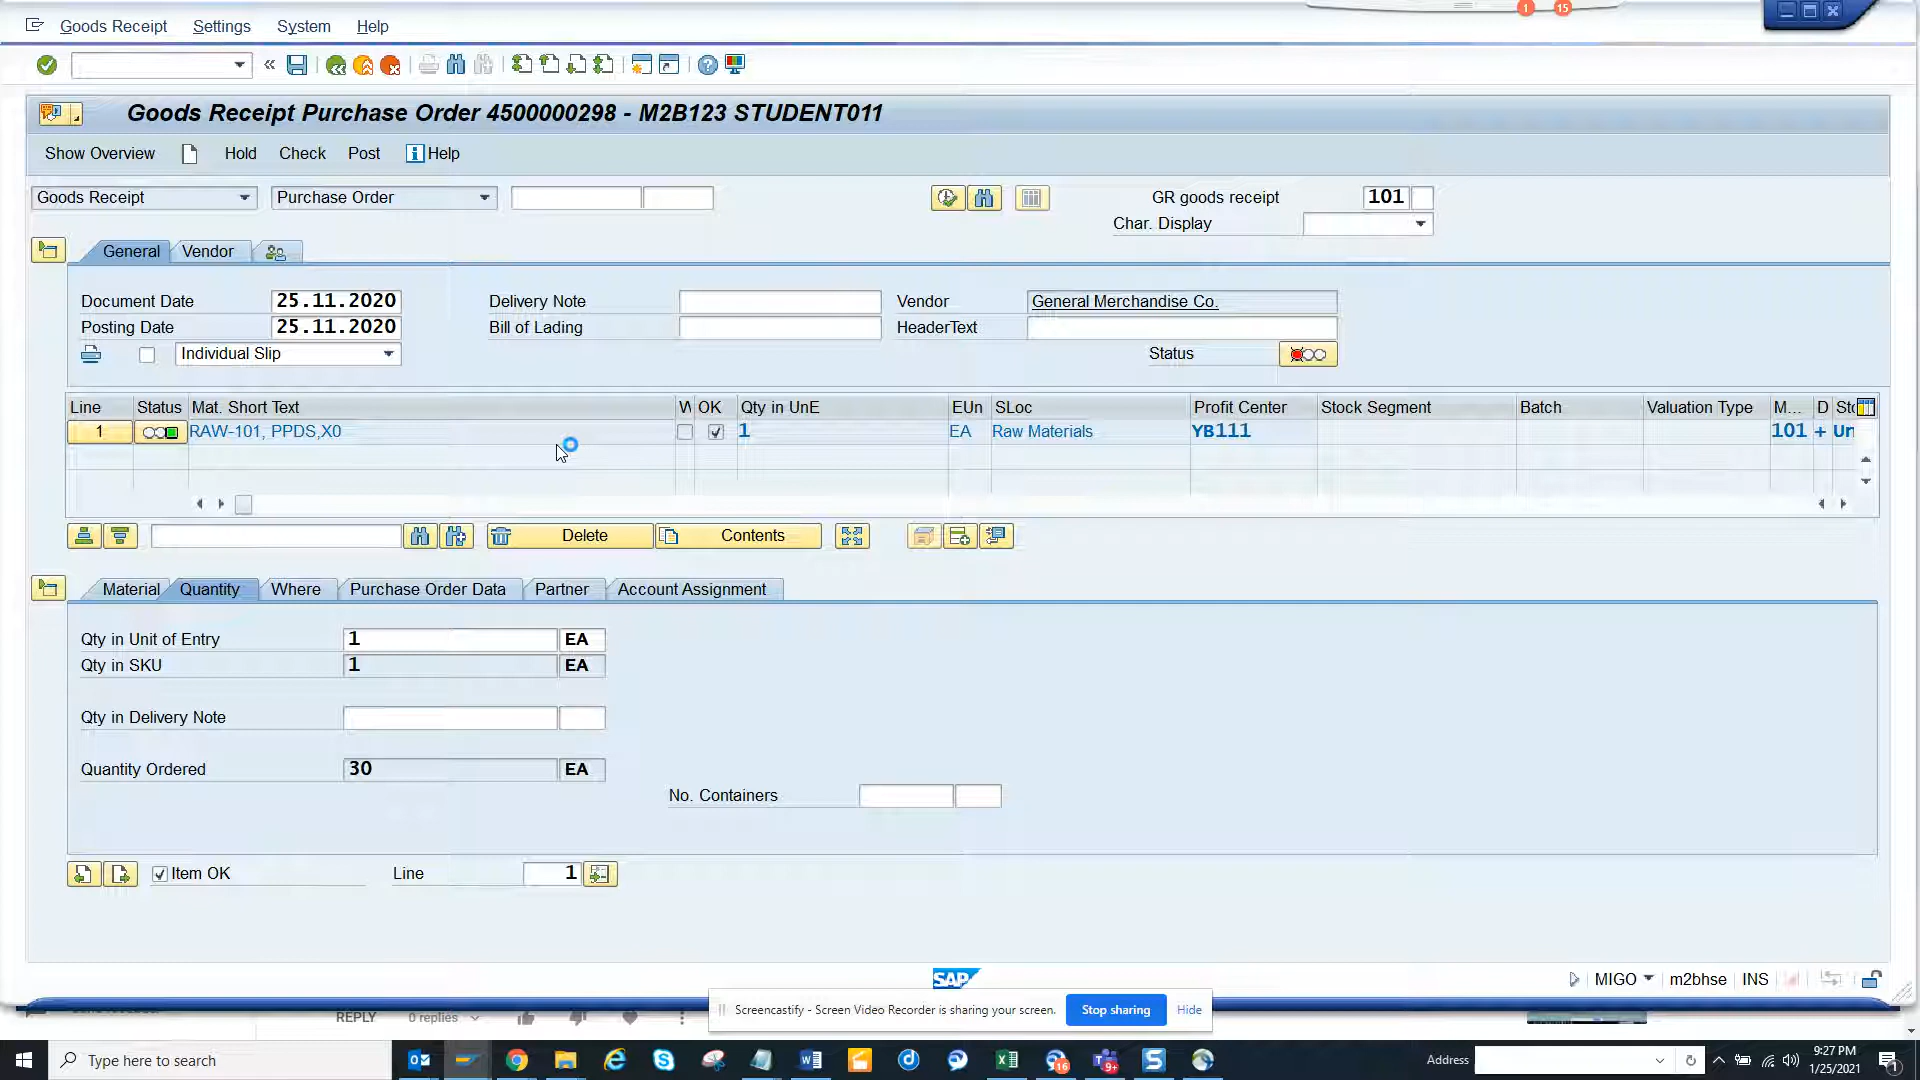 Goods Receipt Settings System Help
1 15
Goods Receipt Purchase Order 4500000298 - M2B123 STUDENT011
Show Overview Hold Check Post Help
Goods Receipt Purchase Order GR goods receipt 101
Char. Display
General Vendor
Document Date 25.11.2020 Delivery Note Vendor General Merchandise Co.
Posting Date 25.11.2020 Bill of Lading HeaderText
Individual Slip Status
Line Status Mat. Short Text W OK Qty in UnE EUn SLoc Profit Center Stock Segment Batch Valuation Type M... D Stc
1 RAW-101, PPDS,X0 1 EA Raw Materials YB111 101 + Un
Delete Contents
Material Quantity Where Purchase Order Data Partner Account Assignment
Qty in Unit of Entry 1 EA
Qty in SKU 1 EA
Qty in Delivery Note
Quantity Ordered 30 EA
No. Containers
Item OK Line 1
SAP MIGO m2bhse INS
Screencastify - Screen Video Recorder is sharing your screen. Stop sharing Hide
REPLY 0 replies
Type here to search 16 9+ Address 9:27 PM
1/25/2021 1